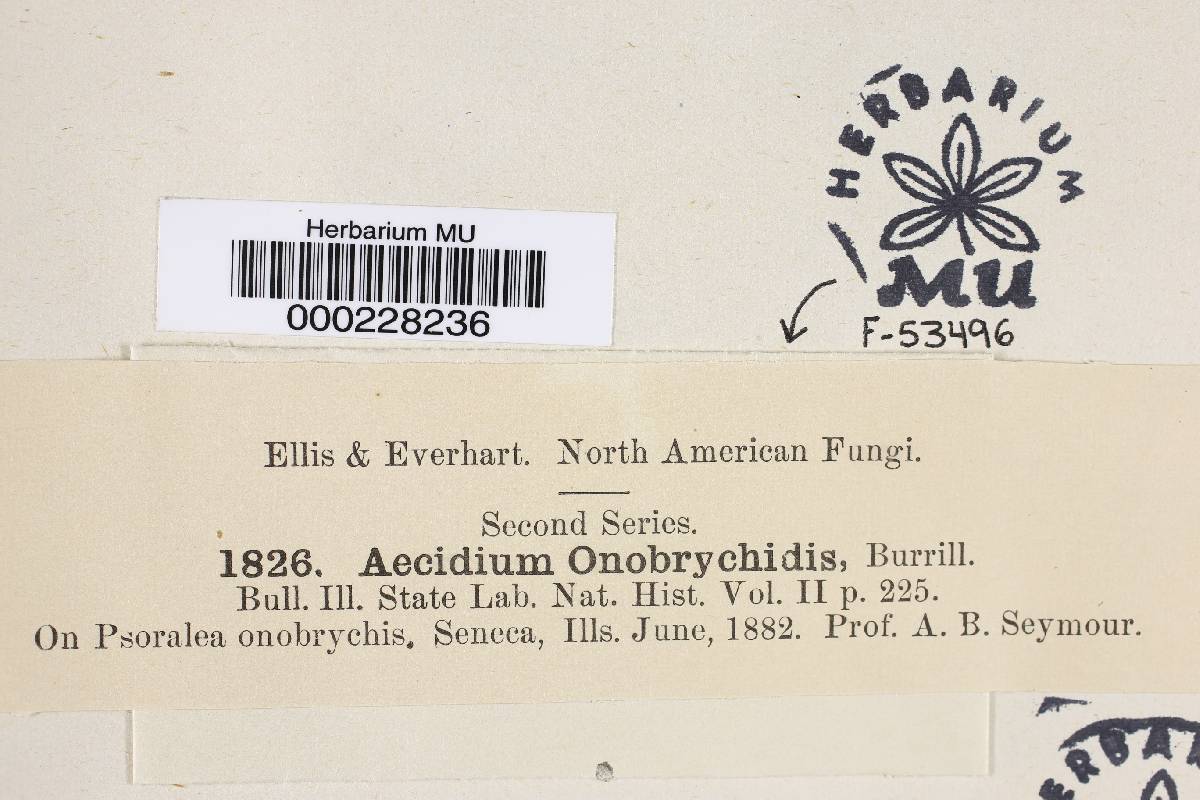 HERBARIUM
MU
F-53496
Herbarium MU
000228236
Ellis & Everhart. North American Fungi.
Second Series.
1826. Aecidium Onobrychidis, Burrill.
Bull. Ill. State Lab. Nat. Hist. Vol. II p. 225.
On Psoralea onobrychis. Seneca, Ills. June, 1882. Prof. A. B. Seymour.
HERBAR